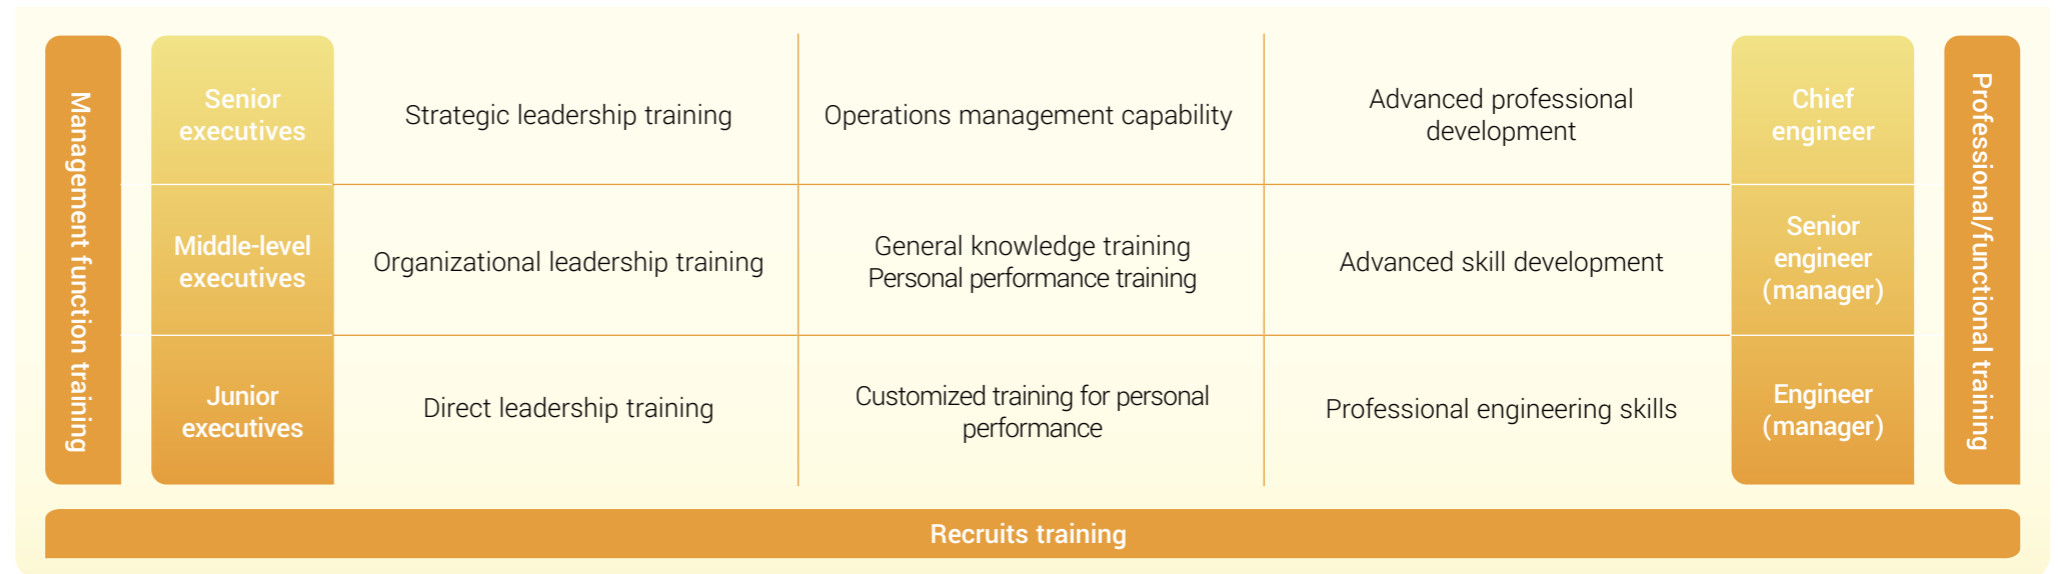 Management function training
Senior
executives
Strategic leadership training
Operations management capability
Advanced professional
development
Chief
engineer
Middle-level
executives
Organizational leadership training
General knowledge training
Personal performance training
Advanced skill development
Senior
engineer
(manager)
Junior
executives
Direct leadership training
Customized training for personal
performance
Professional engineering skills
Engineer
(manager)
Professional/functional training
Recruits training